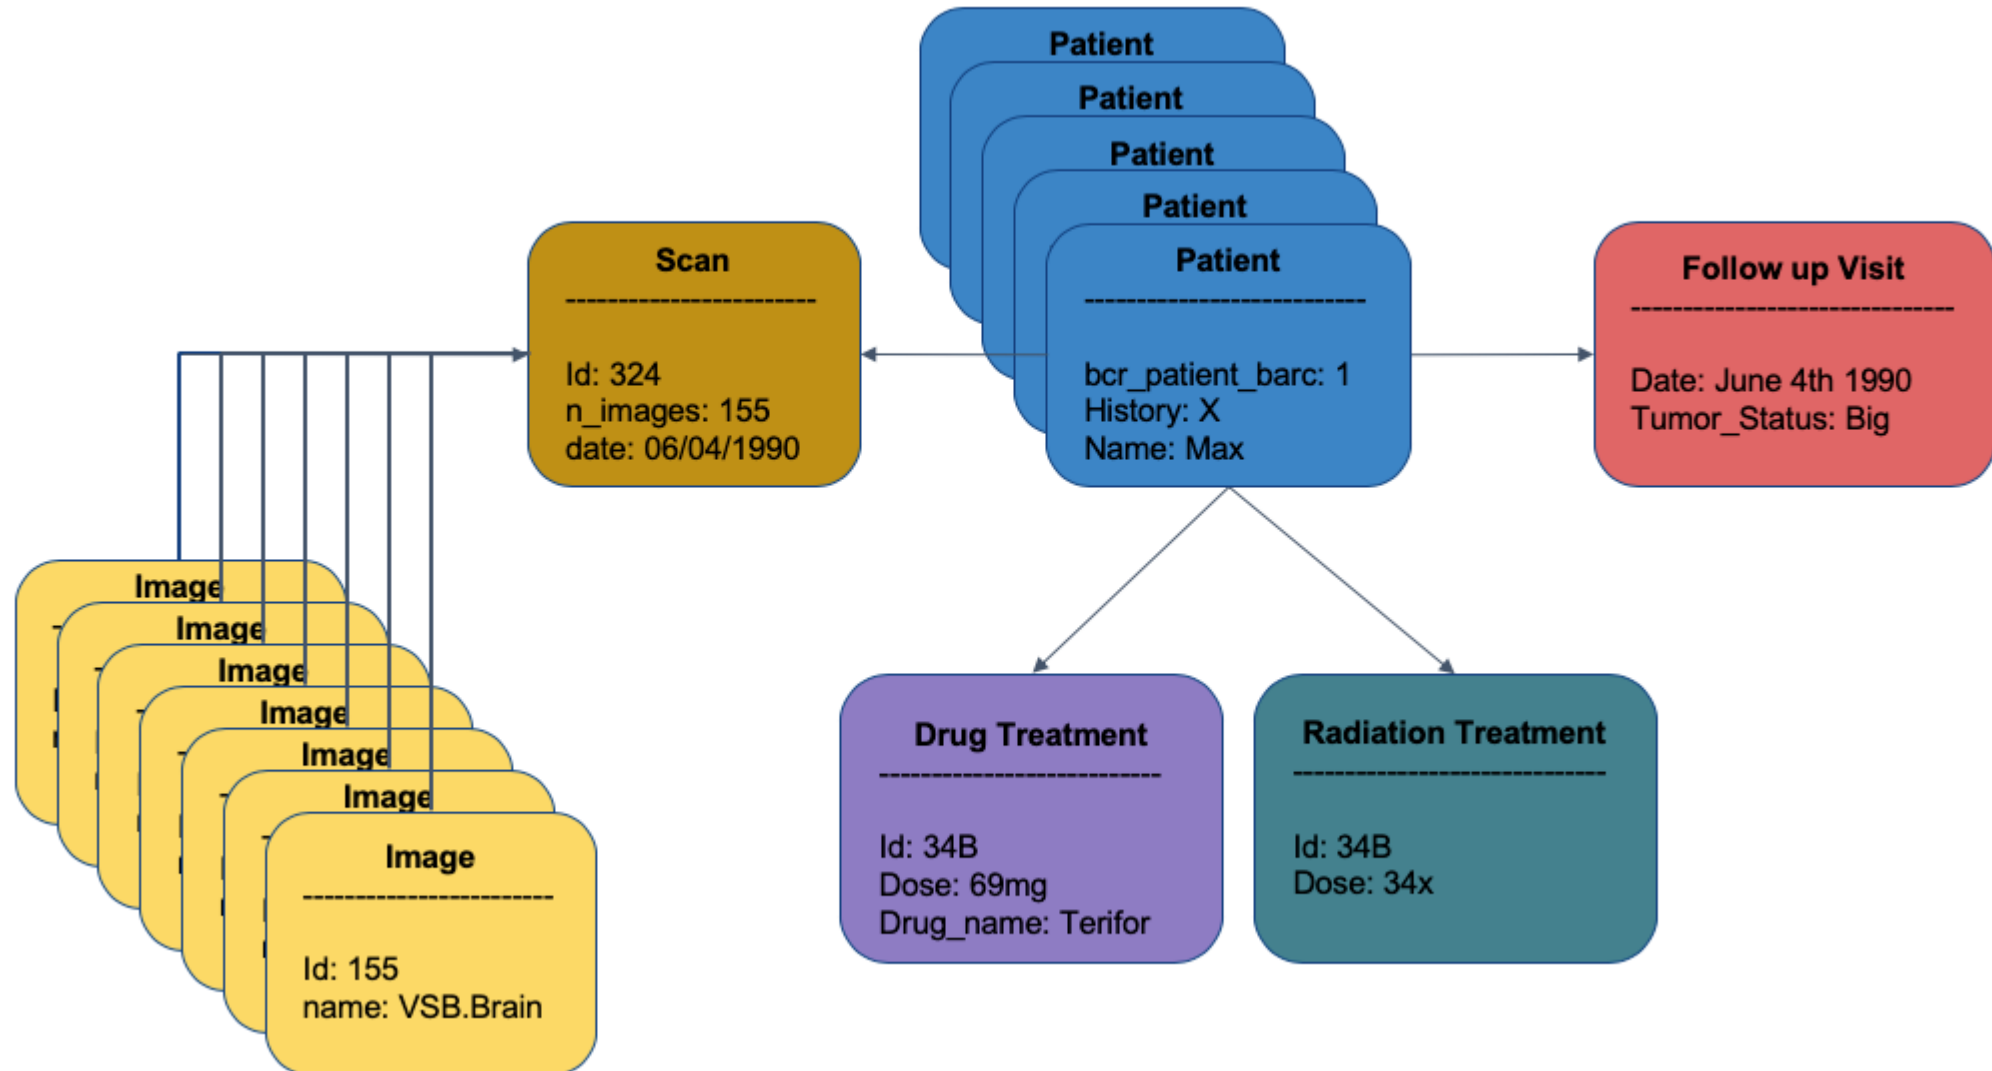 Patient
Patient
Patient
Patient
Patient
---------------------------
bcr_patient_barc: 1
History: X
Name: Max
Scan
------------------------
Id: 324
n_images: 155
date: 06/04/1990
Follow up Visit
-------------------------------
Date: June 4th 1990
Tumor_Status: Big
Image
Image
Image
Image
Image
Image
Image
------------------------
Id: 155
name: VSB.Brain
Drug Treatment
---------------------------
Id: 34B
Dose: 69mg
Drug_name: Terifor
Radiation Treatment
------------------------------
Id: 34B
Dose: 34x